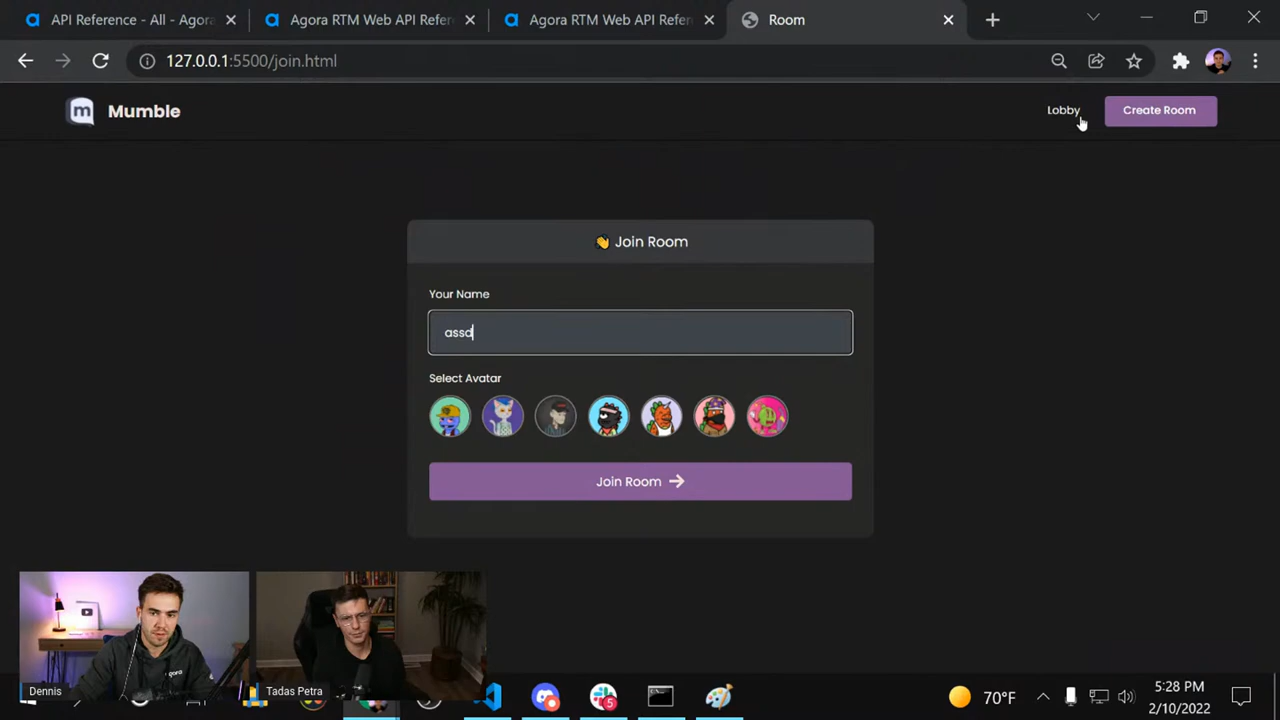 API Reference - All - Agora
Agora RTM Web API Refer
Agora RTM Web API Refer
Room
127.0.0.1:5500/join.html
m
Mumble
Lobby
Create Room
👋 Join Room
Your Name
assd
Select Avatar
Join Room →
agora
Dennis
Tadas Petra
5
70°F
5:28 PM
2/10/2022